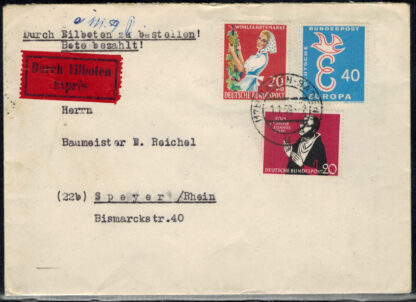 Durch Eilboten zu bestellen!
Bote bezahlt!
Durch Eilboten
Exprès
WOHLFAHRTSMARKE
20
DEUTSCHE BUNDESPOST
DEUTSCHE BUNDESPOST
40
EUROPA
Herrn
Baumeister E. Reichel
20
DEUTSCHE BUNDESPOST
(22b) Speyer/Rhein
Bismarckstr.40